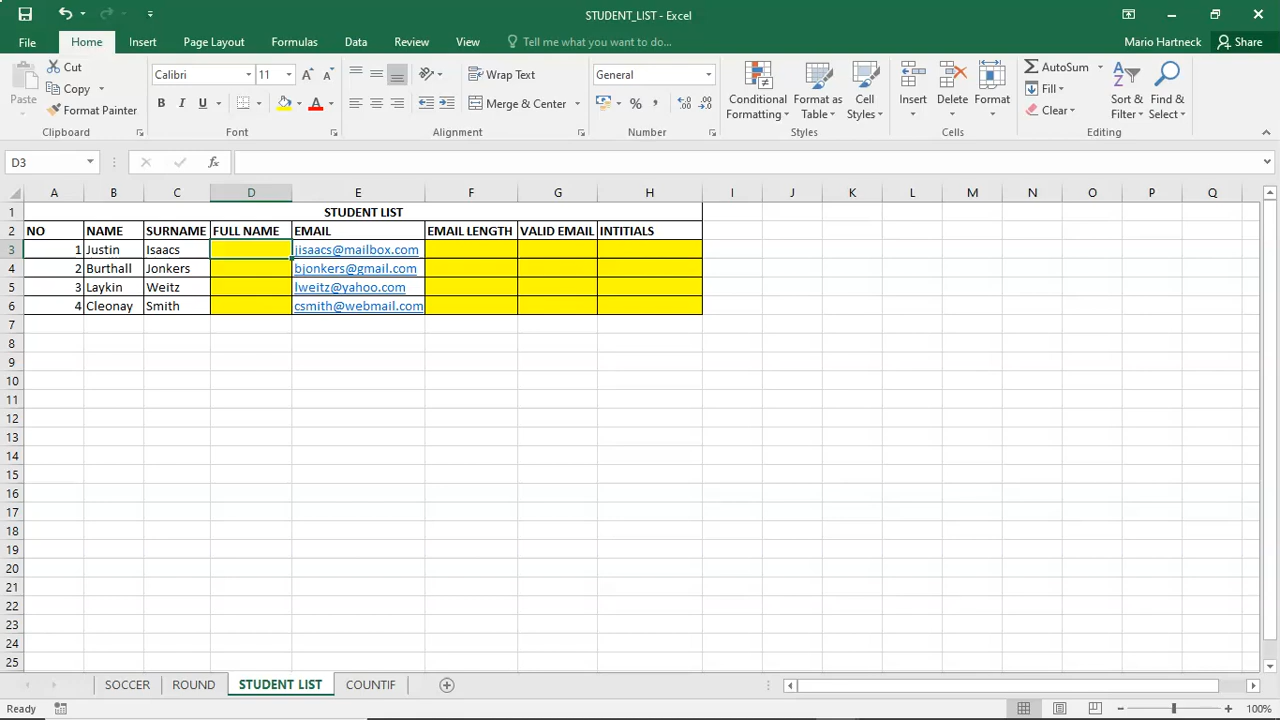 STUDENT_LIST - Excel
File Home Insert Page Layout Formulas Data Review View Tell me what you want to do... Mario Hartneck Share
Cut
Copy
Format Painter
Paste
Clipboard
Calibri 11
B I U
Font
Wrap Text
Merge & Center
Alignment
General
%
Number
Conditional Formatting
Format as Table
Cell Styles
Styles
Insert Delete Format
Cells
AutoSum
Fill
Clear
Sort & Filter
Find & Select
Editing
D3 fx
A B C D E F G H I J K L M N O P Q
1 STUDENT LIST
2 NO NAME SURNAME FULL NAME EMAIL EMAIL LENGTH VALID EMAIL INTITIALS
3 1 Justin Isaacs jisaacs@mailbox.com
4 2 Burthall Jonkers bjonkers@gmail.com
5 3 Laykin Weitz lweitz@yahoo.com
6 4 Cleonay Smith csmith@webmail.com
7
8
9
10
11
12
13
14
15
16
17
18
19
20
21
22
23
24
25
SOCCER ROUND STUDENT LIST COUNTIF
Ready 100%